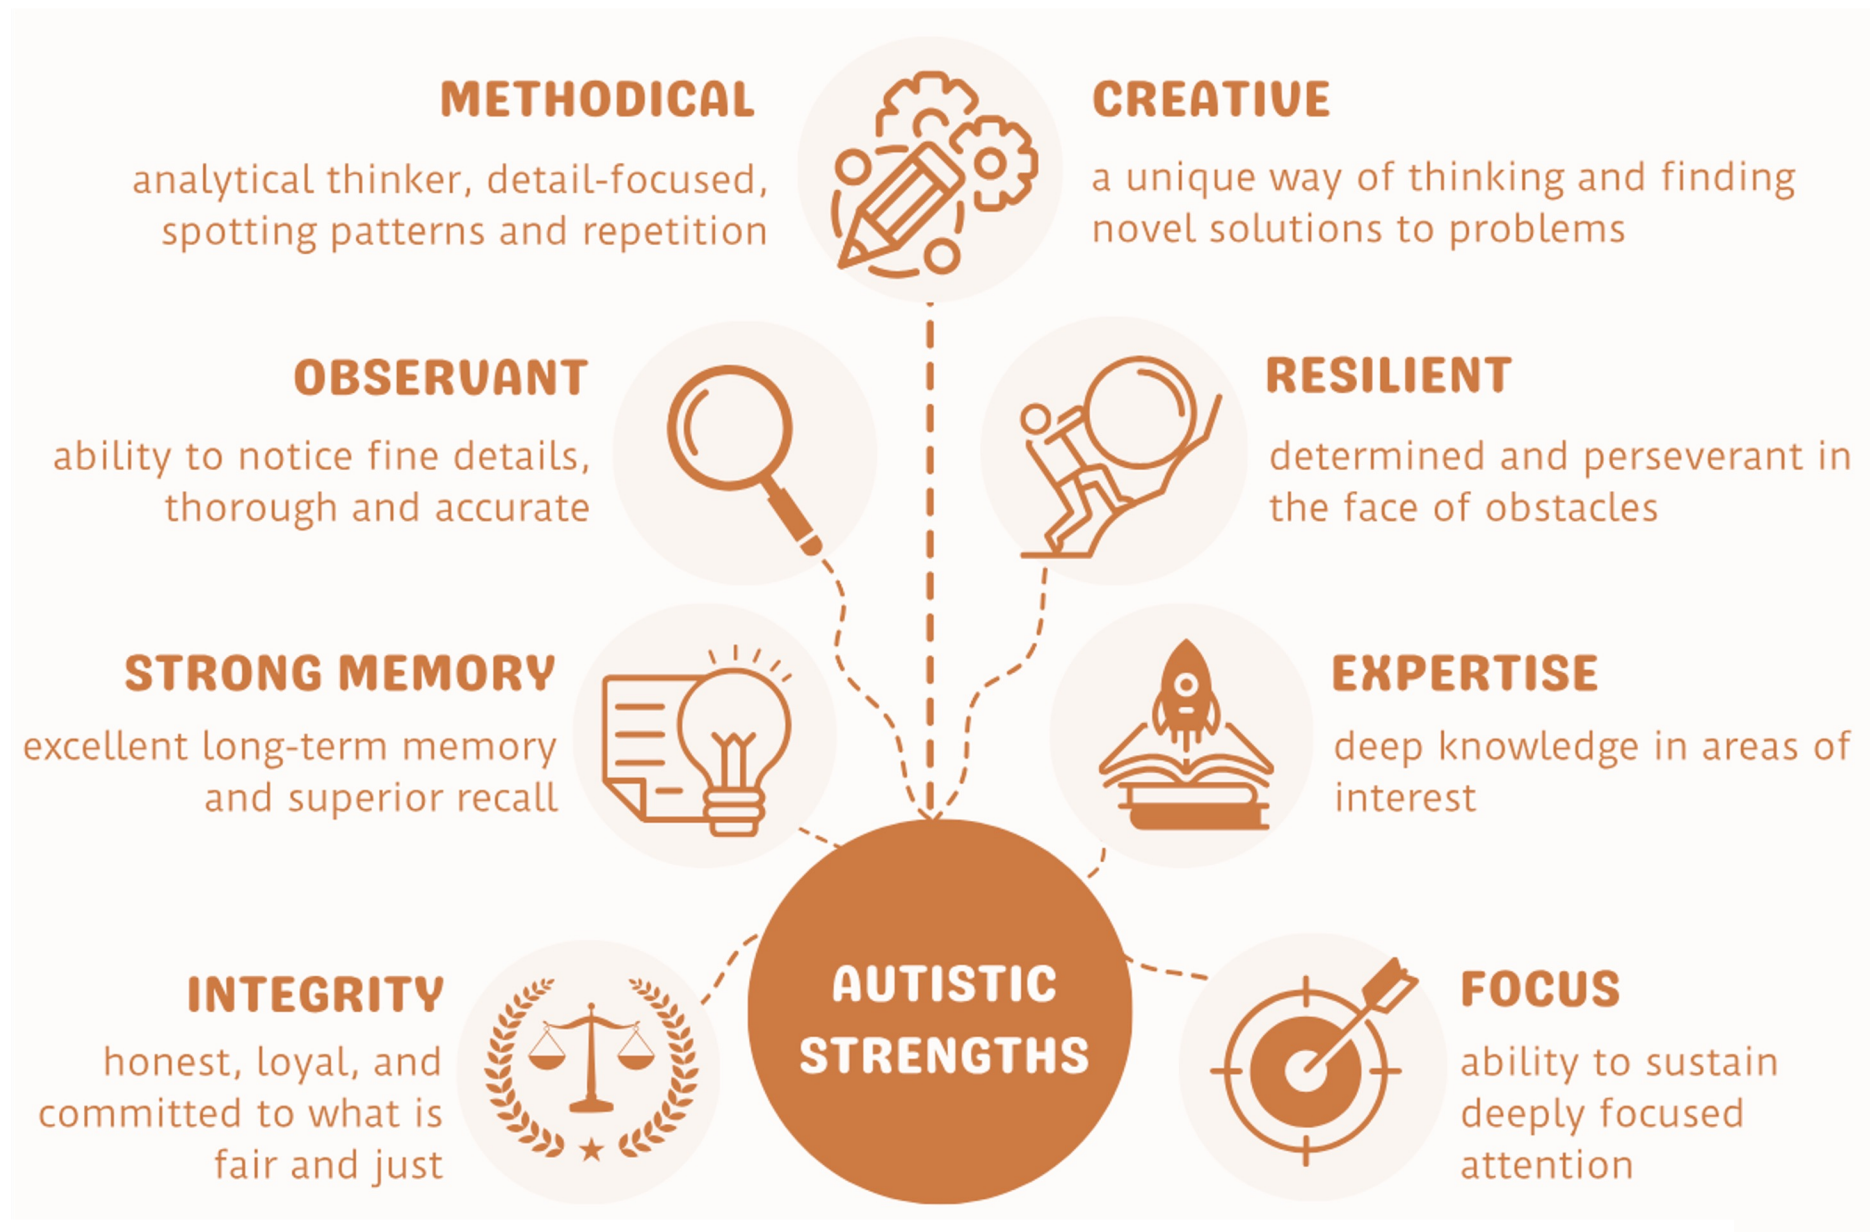 METHODICAL
analytical thinker, detail-focused,
spotting patterns and repetition
CREATIVE
a unique way of thinking and finding
novel solutions to problems
OBSERVANT
ability to notice fine details,
thorough and accurate
RESILIENT
determined and perseverant in
the face of obstacles
STRONG MEMORY
excellent long-term memory
and superior recall
EXPERTISE
deep knowledge in areas of
interest
INTEGRITY
honest, loyal, and
committed to what is
fair and just
AUTISTIC
STRENGTHS
FOCUS
ability to sustain
deeply focused
attention